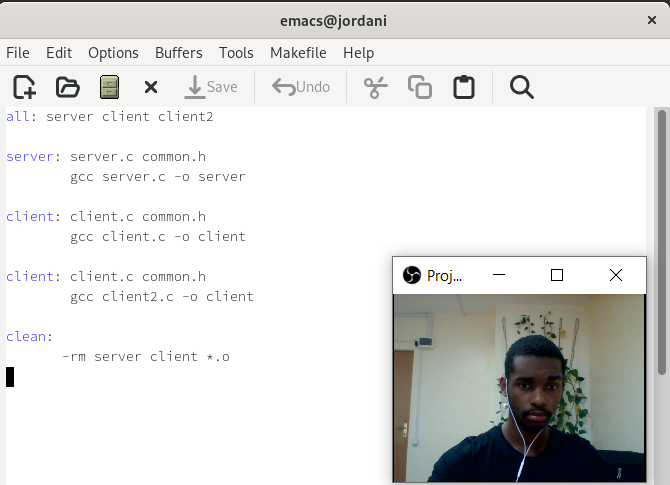 emacs@jordani
File Edit Options Buffers Tools Makefile Help
Save Undo
all: server client client2
server: server.c common.h
gcc server.c -o server
client: client.c common.h
gcc client.c -o client
client: client.c common.h
gcc client2.c -o client
clean:
-rm server client *.o
Proj...